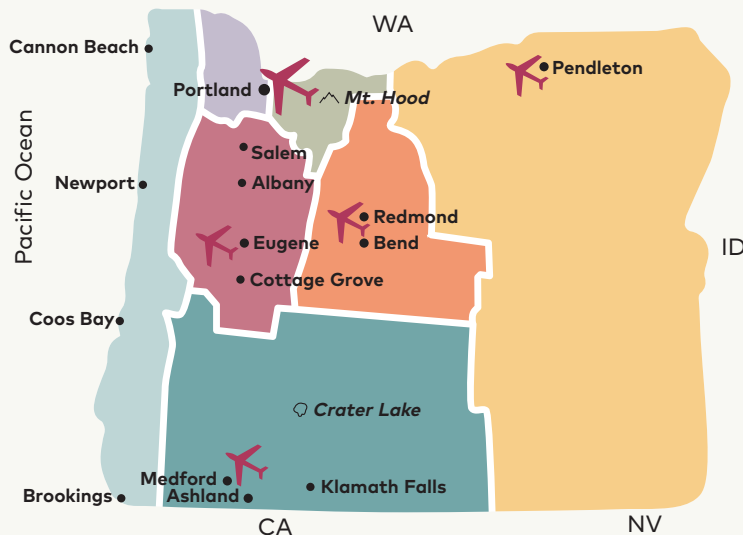 WA
Cannon Beach
Pendleton
Portland
Mt. Hood
Salem
Albany
Newport
Pacific Ocean
Redmond
Eugene
Bend
ID
Cottage Grove
Coos Bay
Crater Lake
Medford
Klamath Falls
Brookings
Ashland
CA
NV